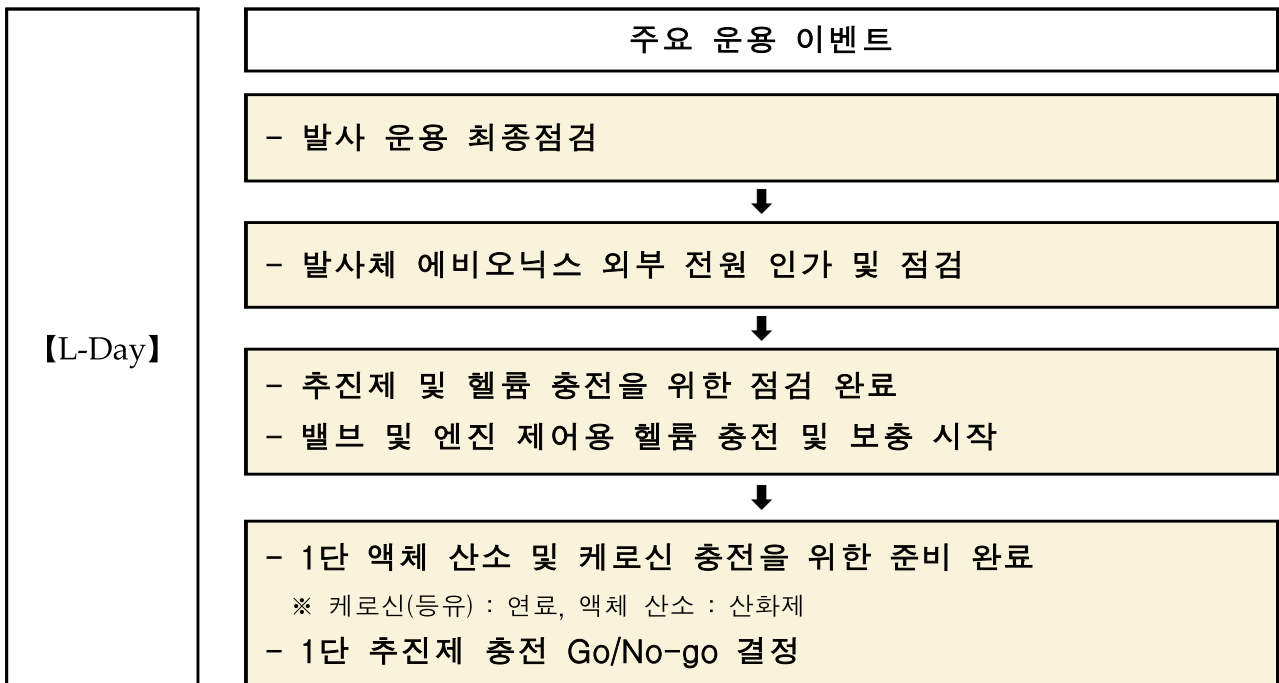 주요 운용 이벤트
- 발사 운용 최종점검
- 발사체 에비오닉스 외부 전원 인가 및 점검
【L-Day】
- 추진제 및 헬륨 충전을 위한 점검 완료
- 밸브 및 엔진 제어용 헬륨 충전 및 보충 시작
- 1단 액체 산소 및 케로신 충전을 위한 준비 완료
※ 케로신(등유) : 연료, 액체 산소 : 산화제
- 1단 추진제 충전 Go/No-go 결정